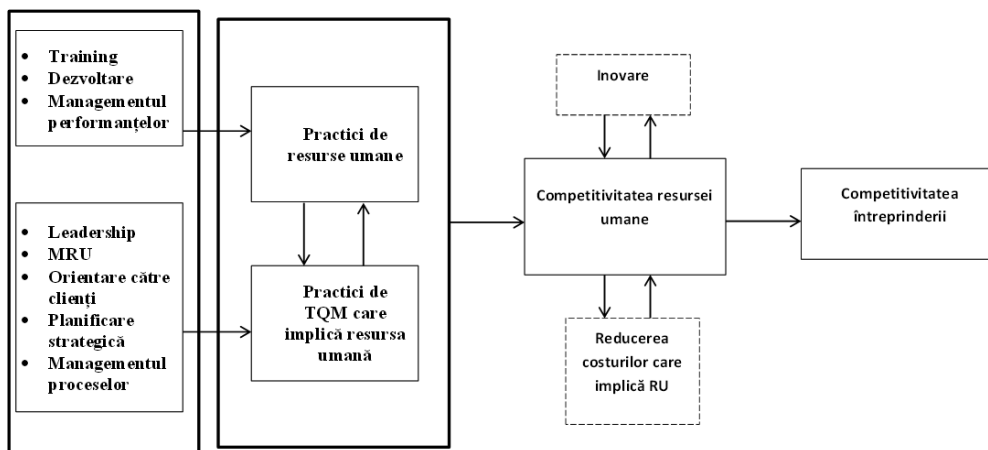 • Training
• Dezvoltare
• Managementul
performanțelor
• Leadership
• MRU
• Orientare către
clienți
• Planificare
strategică
• Managementul
proceselor
Practici de
resurse umane
Practici de
TQM care
implică resursa
umană
Inovare
Competitivitatea resursei
umane
Reducerea
costurilor care
implică RU
Competitivitatea
întreprinderii